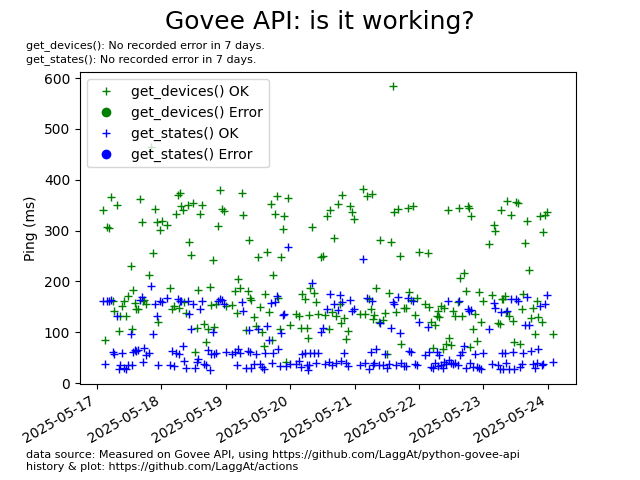 Govee API: is it working?
get_devices(): No recorded error in 7 days.
get_states(): No recorded error in 7 days.
600
500
400
300
200
100
0
Ping (ms)
get_devices() OK
get_devices() Error
get_states() OK
get_states() Error
2025-05-17
2025-05-18
2025-05-19
2025-05-20
2025-05-21
2025-05-22
2025-05-23
2025-05-24
data source: Measured on Govee API, using https://github.com/LaggAt/python-govee-api
history & plot: https://github.com/LaggAt/actions